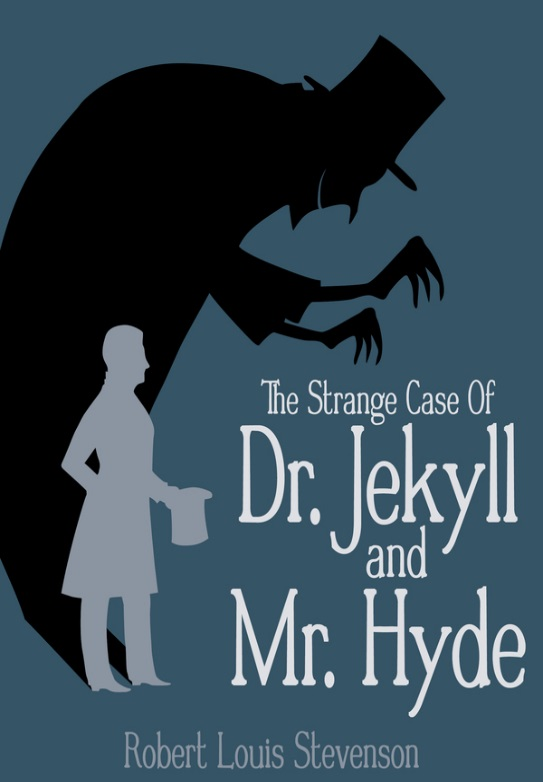 The Strange Case Of
Dr. Jekyll
and
Mr. Hyde
Robert Louis Stevenson